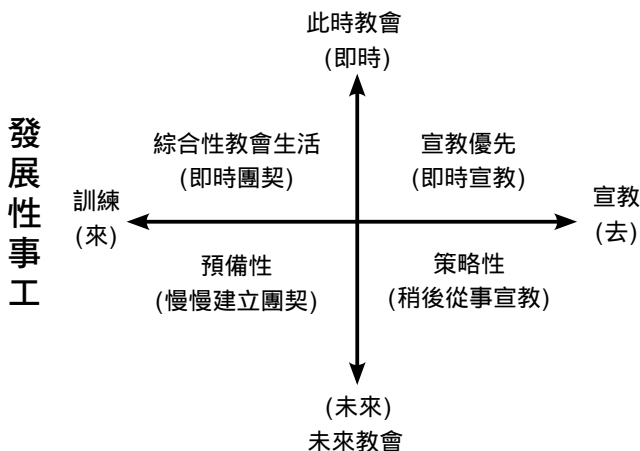 發展性事工
此時教會
(即時)
綜合性教會生活
(即時團契)
宣教優先
(即時宣教)
訓練
(來)
宣教
(去)
預備性
(慢慢建立團契)
策略性
(稍後從事宣教)
(未來)
未來教會